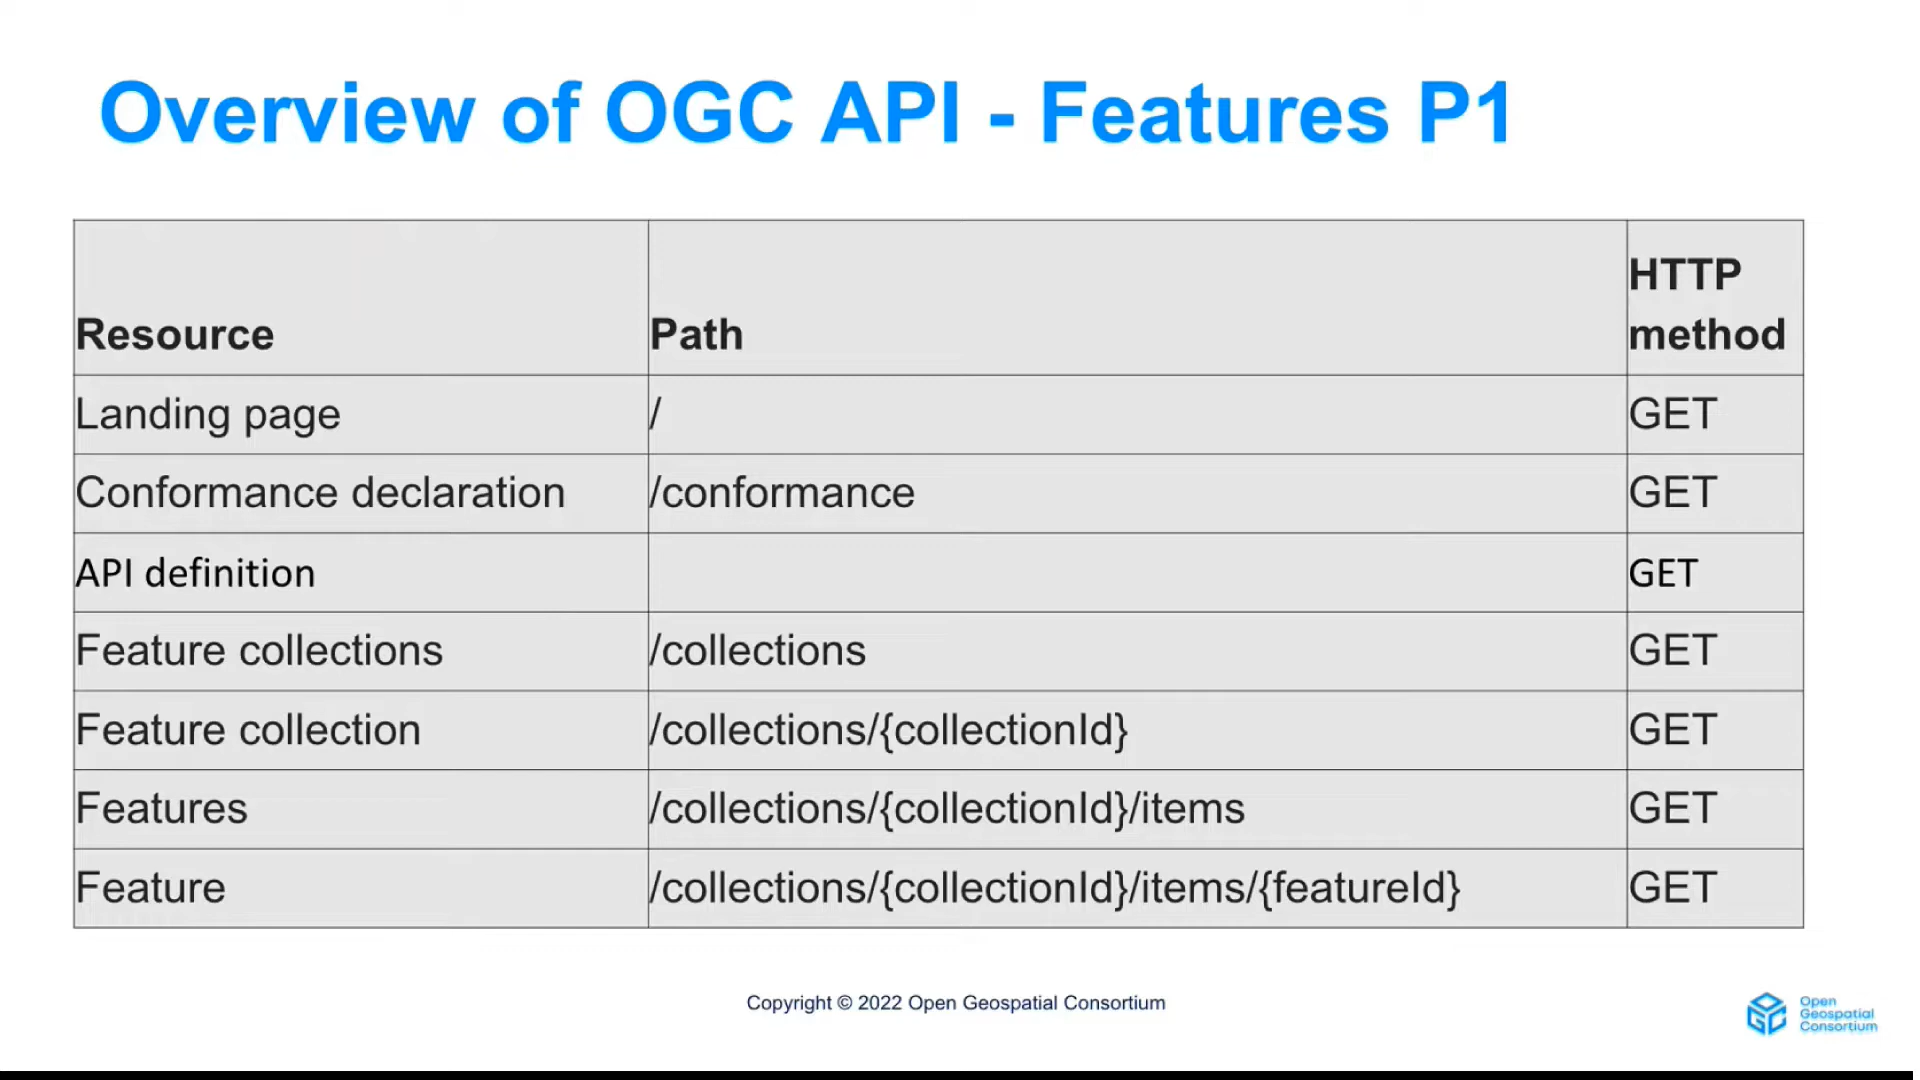 Overview of OGC API - Features P1
Resource Path HTTP method
Landing page / GET
Conformance declaration /conformance GET
API definition GET
Feature collections /collections GET
Feature collection /collections/{collectionId} GET
Features /collections/{collectionId}/items GET
Feature /collections/{collectionId}/items/{featureId} GET
Copyright © 2022 Open Geospatial Consortium
Open
Geospatial
Consortium